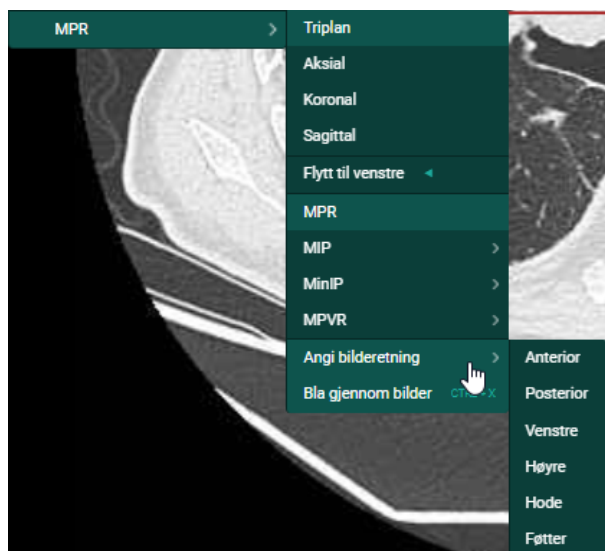 MPR
Triplan
Aksial
Koronal
Sagittal
Flytt til venstre
MPR
MIP
MinIP
MPVR
Angi bilderetning
Bla gjennom bilder
Anterior
Posterior
Venstre
Høyre
Hode
Føtter